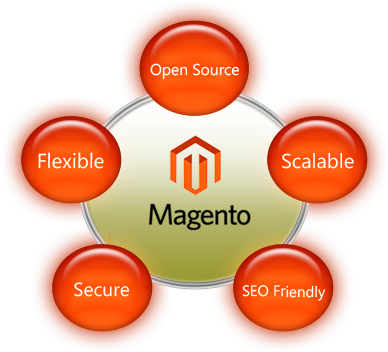 Open Source
Flexible
Scalable
Magento
Secure
SEO Friendly